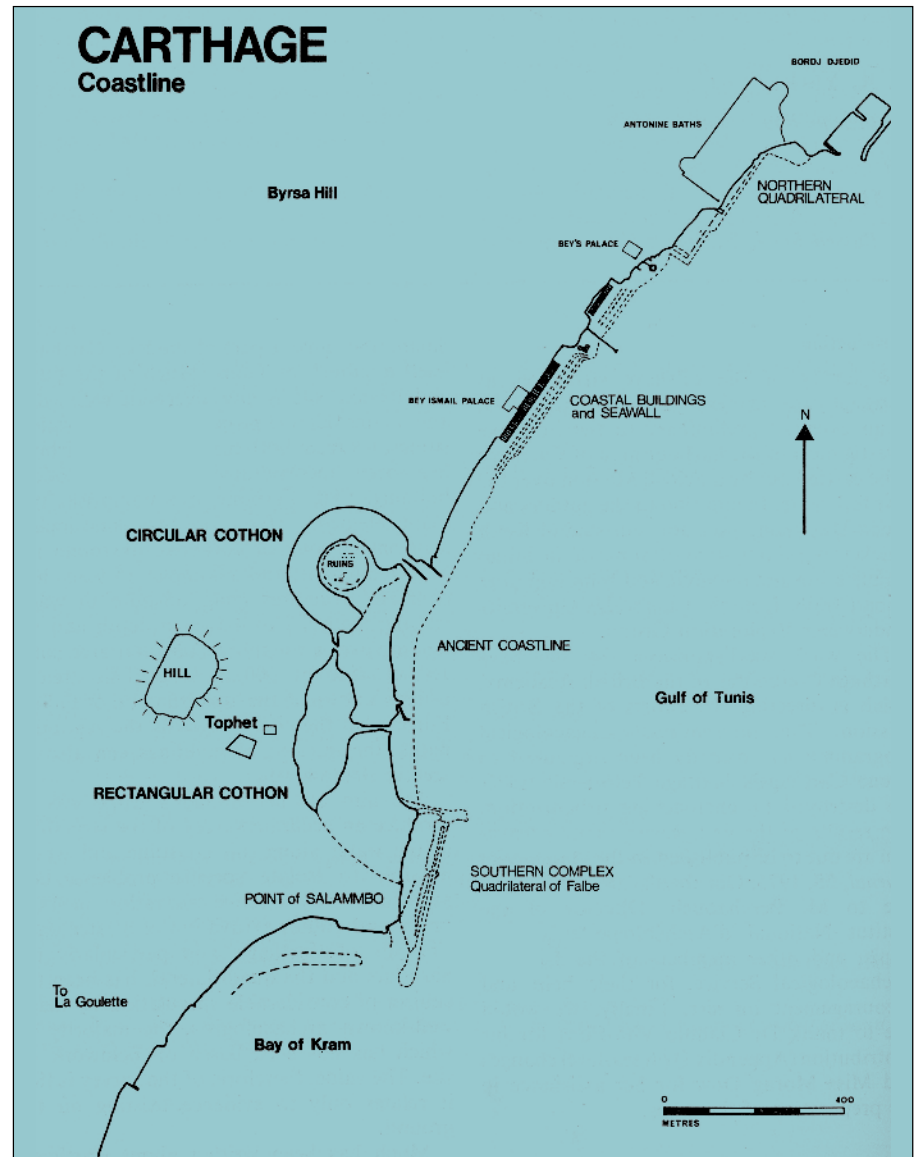 CARTHAGE
Coastline
BORDJ DJEDID
ANTONINE BATHS
Byrsa Hill
NORTHERN
QUADRILATERAL
BEY'S PALACE
BEY ISMAIL PALACE
COASTAL BUILDINGS
and SEAWALL
N
CIRCULAR COTHON
RUINS
ANCIENT COASTLINE
HILL
Gulf of Tunis
Tophet
RECTANGULAR COTHON
SOUTHERN COMPLEX
Quadrilateral of Falbe
POINT of SALAMMBO
To
La Goulette
Bay of Kram
0 400
METRES